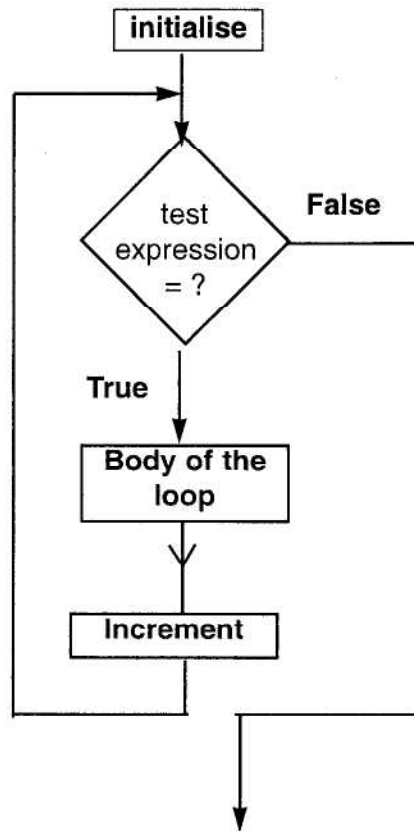 initialise
test
expression
= ?
False
True
Body of the
loop
Increment